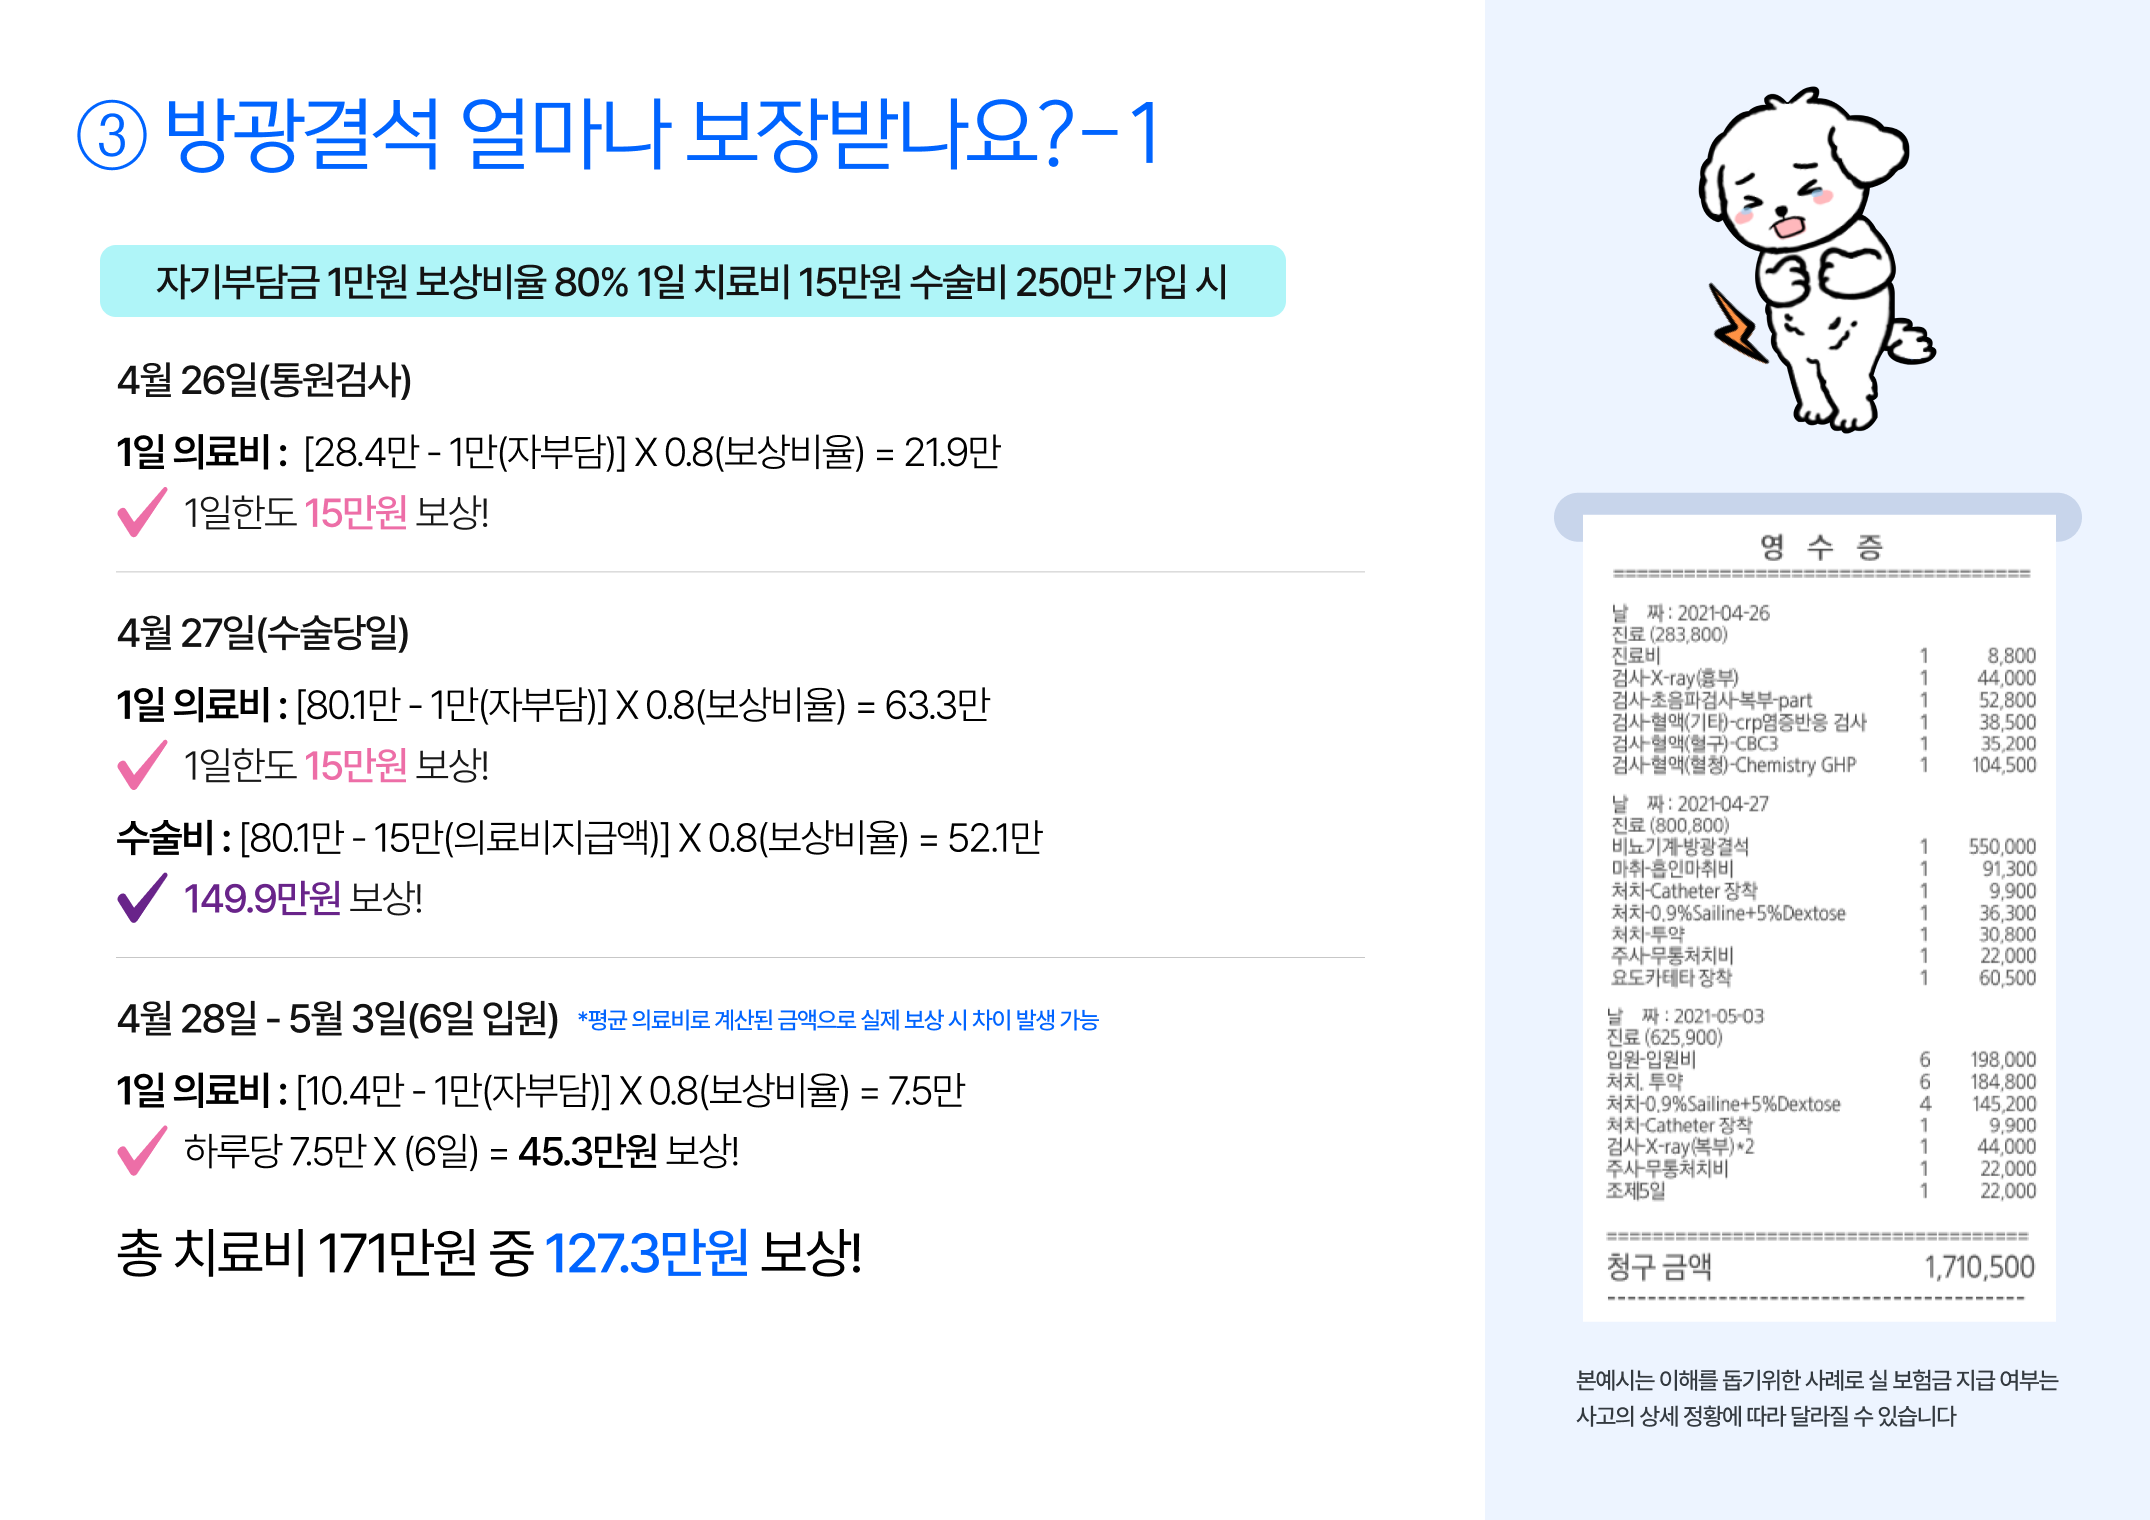 ③ 방광결석 얼마나 보장받나요?-1
자기부담금 1만원 보상비율 80% 1일 치료비 15만원 수술비 250만 가입 시
4월 26일(통원검사)
1일 의료비 : [28.4만 - 1만(자부담)] X 0.8(보상비율) = 21.9만
1일한도 15만원 보상!
4월 27일(수술당일)
1일 의료비 : [80.1만 - 1만(자부담)] X 0.8(보상비율) = 63.3만
1일한도 15만원 보상!
수술비 : [80.1만 - 15만(의료비지급액)] X 0.8(보상비율) = 52.1만
149.9만원 보상!
4월 28일 - 5월 3일(6일 입원) *평균 의료비로 계산된 금액으로 실제 보상 시 차이 발생 가능
1일 의료비 : [10.4만 - 1만(자부담)] X 0.8(보상비율) = 7.5만
하루당 7.5만 X (6일) = 45.3만원 보상!
총 치료비 171만원 중 127.3만원 보상!
영 수 증
====================================
날 짜 : 2021-04-26
진료 (283,800)
진료비 1 8,800
검사-X-ray(흉부) 1 44,000
검사-초음파검사-복부-part 1 52,800
검사-혈액(기타)-crp염증반응 검사 1 38,500
검사-혈액(혈구)-CBC3 1 35,200
검사-혈액(혈청)-Chemistry GHP 1 104,500
날 짜 : 2021-04-27
진료 (800,800)
비뇨기계-방광결석 1 550,000
마취-흡인마취비 1 91,300
처치-Catheter 장착 1 9,900
처치-0.9%Sailine+5%Dextose 1 36,300
처치-투약 1 30,800
주사-무통처치비 1 22,000
요도카테타 장착 1 60,500
날 짜 : 2021-05-03
진료 (625,900)
입원-입원비 6 198,000
처치. 투약 6 184,800
처치-0.9%Sailine+5%Dextose 4 145,200
처치-Catheter 장착 1 9,900
검사-X-ray(복부)*2 1 44,000
주사-무통처치비 1 22,000
조제5일 1 22,000
====================================
청구 금액 1,710,500
----------------------------------------
본예시는 이해를 돕기위한 사례로 실 보험금 지급 여부는
사고의 상세 정황에 따라 달라질 수 있습니다